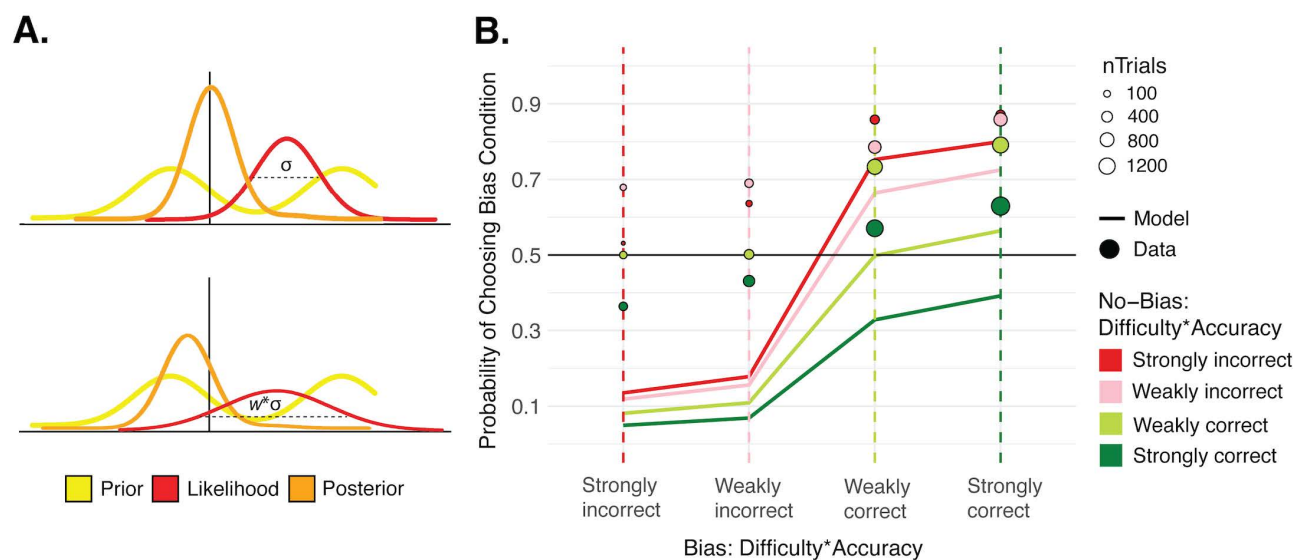 A.
σ
w*σ
Prior
Likelihood
Posterior
B.
Probability of Choosing Bias Condition
0.9
0.7
0.5
0.3
0.1
Strongly
incorrect
Weakly
incorrect
Weakly
correct
Strongly
correct
Bias: Difficulty*Accuracy
nTrials
100
400
800
1200
Model
Data
No−Bias:
Difficulty*Accuracy
Strongly incorrect
Weakly incorrect
Weakly correct
Strongly correct